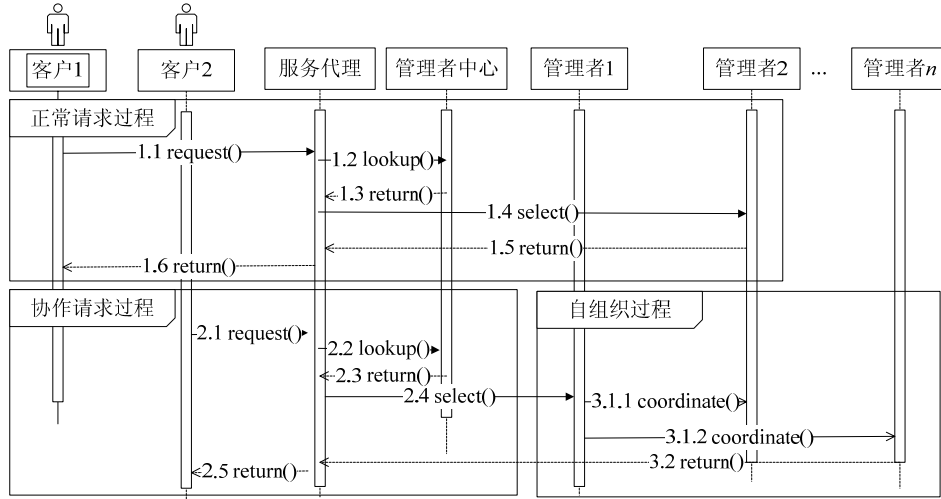 客户1
客户2
服务代理
管理者中心
管理者1
管理者2
...
管理者n
正常请求过程
1.1 request()
1.2 lookup()
1.3 return()
1.4 select()
1.5 return()
1.6 return()
协作请求过程
自组织过程
2.1 request()
2.2 lookup()
2.3 return()
2.4 select()
3.1.1 coordinate()
3.1.2 coordinate()
3.2 return()
2.5 return()